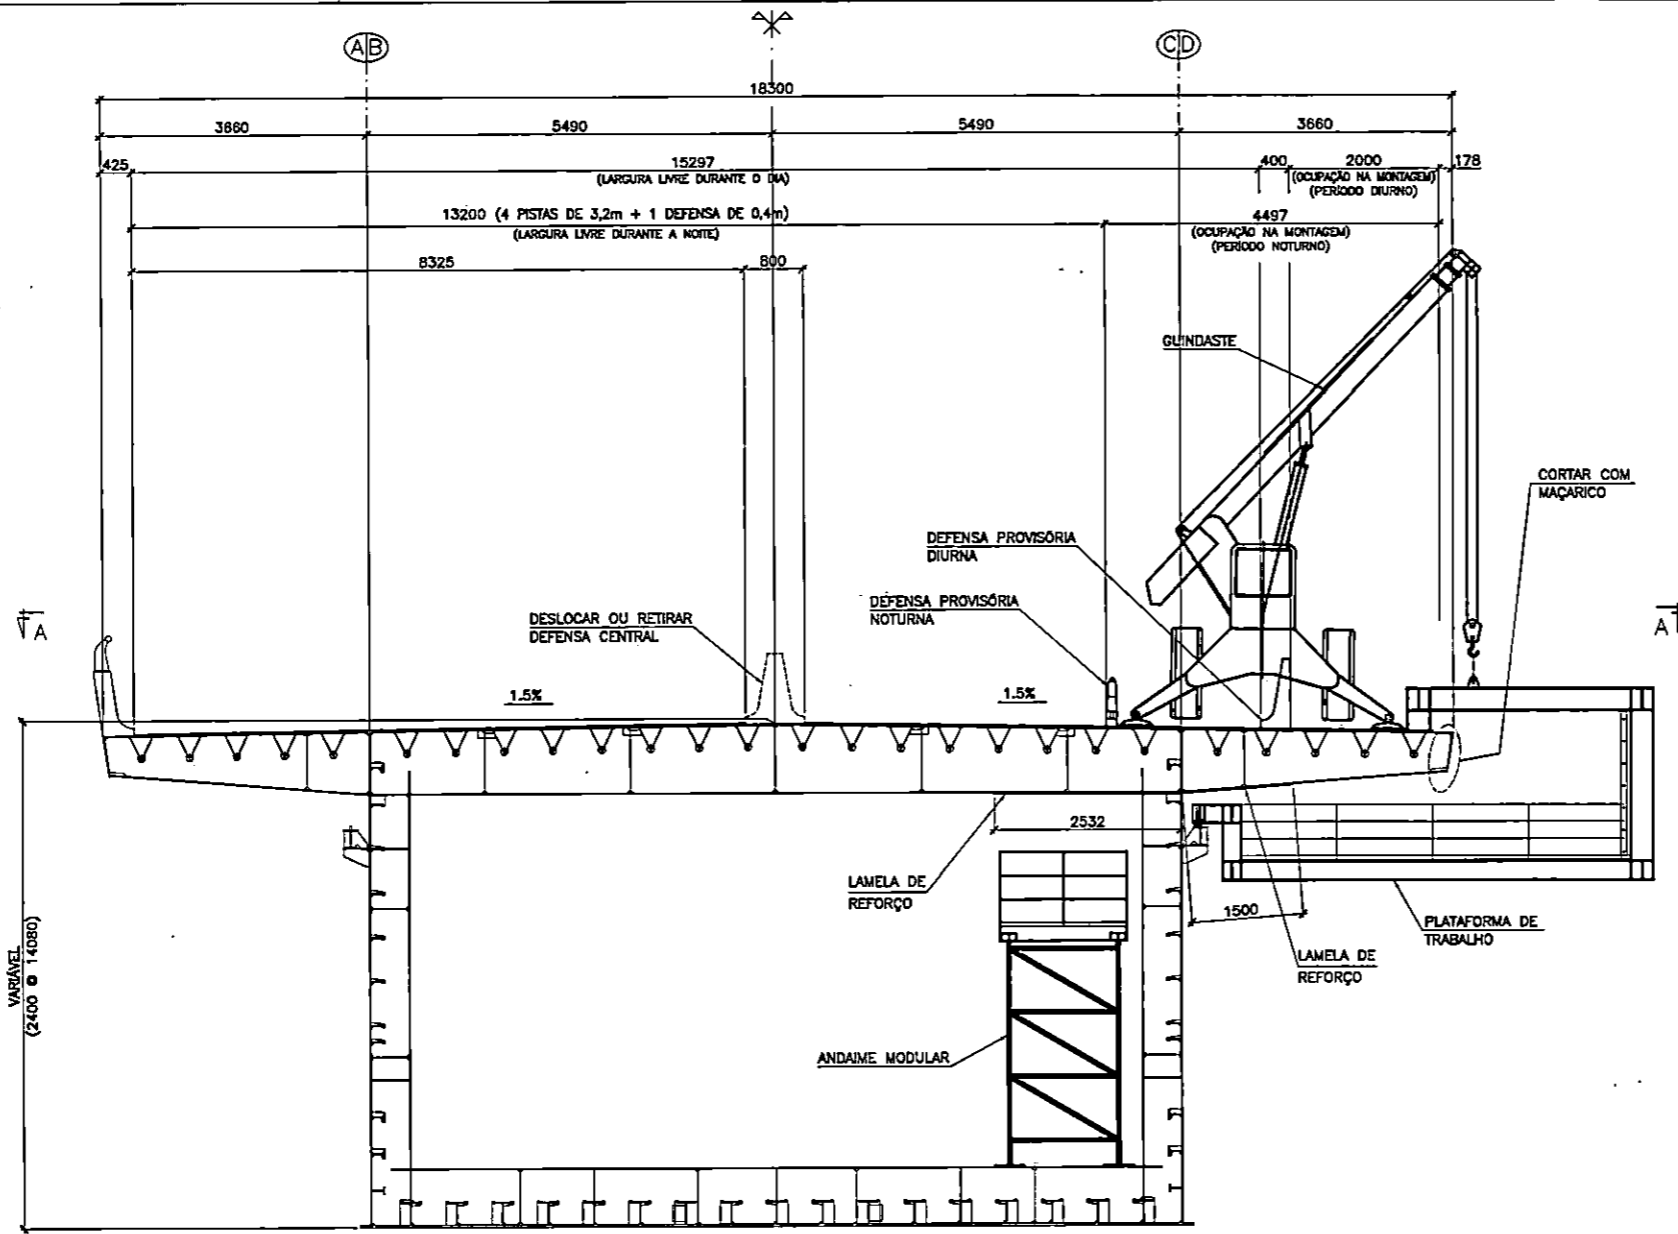 AB
CD
18300
3660
5490
5490
3660
425
15297
(LARGURA LIVRE DURANTE O DIA)
400
2000
(OCUPAÇÃO NA MONTAGEM)
(PERÍODO DIURNO)
178
13200 (4 PISTAS DE 3,2m + 1 DEFENSA DE 0,4m)
(LARGURA LIVRE DURANTE A NOITE)
4497
(OCUPAÇÃO NA MONTAGEM)
(PERÍODO NOTURNO)
8325
800
GUINDASTE
CORTAR COM
MAÇARICO
DEFENSA PROVISÓRIA
DIURNA
DEFENSA PROVISÓRIA
NOTURNA
DESLOCAR OU RETIRAR
DEFENSA CENTRAL
A
A
1.5%
1.5%
2532
LAMELA DE
REFORÇO
1500
PLATAFORMA DE
TRABALHO
LAMELA DE
REFORÇO
VARIÁVEL
(2400 @ 14080)
ANDAIME MODULAR